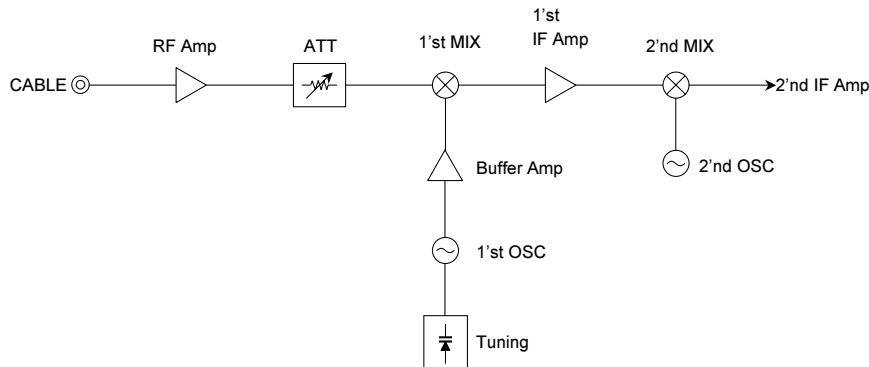 1'st
RF Amp
ATT
1'st MIX
IF Amp
2'nd MIX
CABLE
2'nd IF Amp
Buffer Amp
2'nd OSC
1'st OSC
Tuning